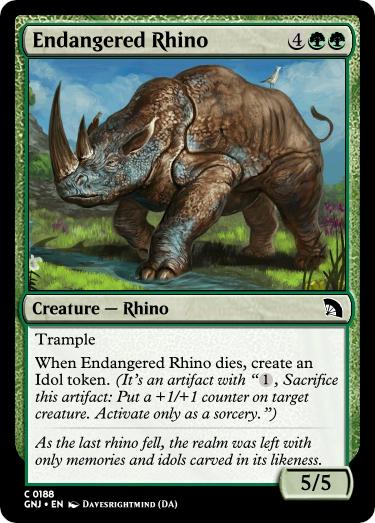 Endangered Rhino 4
Creature — Rhino
Trample
When Endangered Rhino dies, create an
Idol token. (It's an artifact with “1, Sacrifice
this artifact: Put a +1/+1 counter on target
creature. Activate only as a sorcery.”)
As the last rhino fell, the realm was left with
only memories and idols carved in its likeness.
5/5
C 0188
GNJ • EN Davesrightmind (DA)